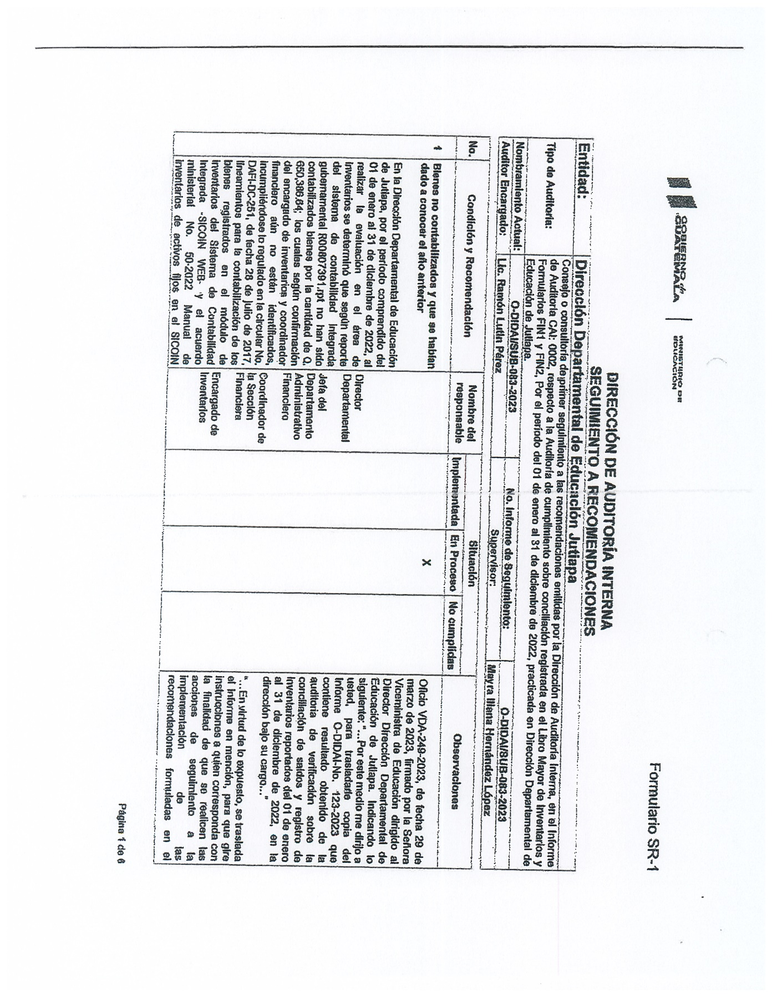 GOBIERNO de
GUATEMALA
MINISTERIO DE
EDUCACIÓN
Formulario SR-1
DIRECCIÓN DE AUDITORÍA INTERNA
SEGUIMIENTO A RECOMENDACIONES
Entidad: Dirección Departamental de Educación Jutiapa
Tipo de Auditoría:
Consejo o consultoría de primer seguimiento a las recomendaciones emitidas por la Dirección de Auditoría Interna, en el Informe
de Auditoría CAI: 0002, respecto a la Auditoría de cumplimiento sobre conciliación registrada en el Libro Mayor de Inventarios y
Formularios FIN1 y FIN2, Por el período del 01 de enero al 31 de diciembre de 2022, practicada en Dirección Departamental de
Educación de Jutiapa.
Nombramiento Actual: O-DIDAI/SUB-083-2023 No. Informe de Seguimiento: O-DIDAI/SUB-083-2023
Auditor Encargado: Lic. Ramón Lutin Pérez Supervisor: Mayra Iliana Hernández López
No.
Condición y Recomendación
Nombre del
responsable
Situación
Implementada
En Proceso
No cumplidas
Observaciones
1
Bienes no contabilizados y que se habían
dado a conocer el año anterior
En la Dirección Departamental de Educación
de Jutiapa, por el período comprendido del
01 de enero al 31 de diciembre de 2022, al
realizar la evaluación en el área de
inventarios se determinó que según reporte
del sistema de contabilidad integrada
gubernamental R00807391.rpt no han sido
contabilizados bienes por la cantidad de Q.
650,386.84; los cuales según confirmación
del encargado de inventarios y coordinador
financiero aún no están identificados,
incumpliéndose lo regulado en la circular No.
DAFI-DC-251, de fecha 28 de julio de 2017,
lineamientos para la contabilización de los
bienes registrados en el módulo de
inventarios del Sistema de Contabilidad
Integrada -SICOIN WEB- y el acuerdo
ministerial No. 50-2022 Manual de
inventarios de activos fijos en el SICOIN
Director
Departamental
Jefa del
Departamento
Administrativo
Financiero
Coordinador de
la Sección
Financiera
Encargado de
Inventarios
X
Oficio VDA-249-2023, de fecha 29 de
marzo de 2023, firmado por la Señora
Viceministra de Educación dirigido al
Director Dirección Departamental de
Educación de Jutiapa. Indicando lo
siguiente: "...Por este medio me dirijo a
usted, para trasladarle copia del
Informe O-DIDAI-No. 123-2023 que
contiene resultado obtenido de la
auditoria de verificación sobre la
conciliación de saldos y registro de
inventarios reportados del 01 de enero
al 31 de diciembre de 2022, en la
dirección bajo su cargo..."
"...En virtud de lo expuesto, se traslada
el Informe en mención, para que gire
instrucciones a quien corresponda con
la finalidad de que se realicen las
acciones de seguimiento a la
implementación de las
recomendaciones formuladas en el
Página 1 de 6